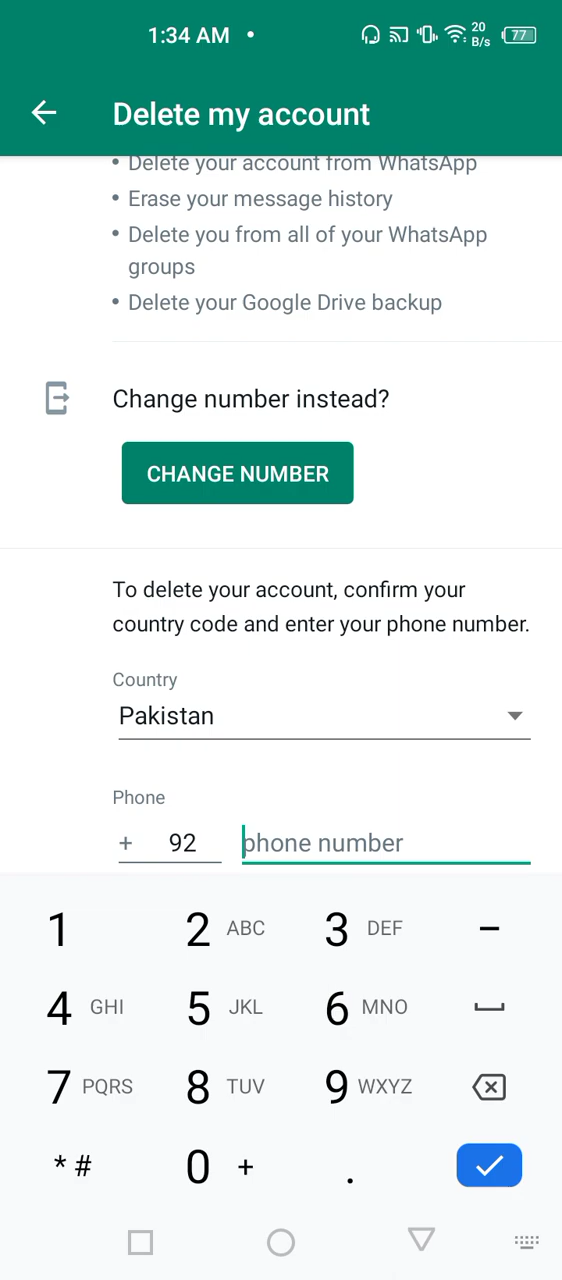 1:34 AM •
20
B/s
77
Delete my account
• Delete your account from WhatsApp
• Erase your message history
• Delete you from all of your WhatsApp
groups
• Delete your Google Drive backup
Change number instead?
CHANGE NUMBER
To delete your account, confirm your
country code and enter your phone number.
Country
Pakistan
Phone
+ 92 phone number
1 2 ABC 3 DEF –
4 GHI 5 JKL 6 MNO
7 PQRS 8 TUV 9 WXYZ
* # 0 + .